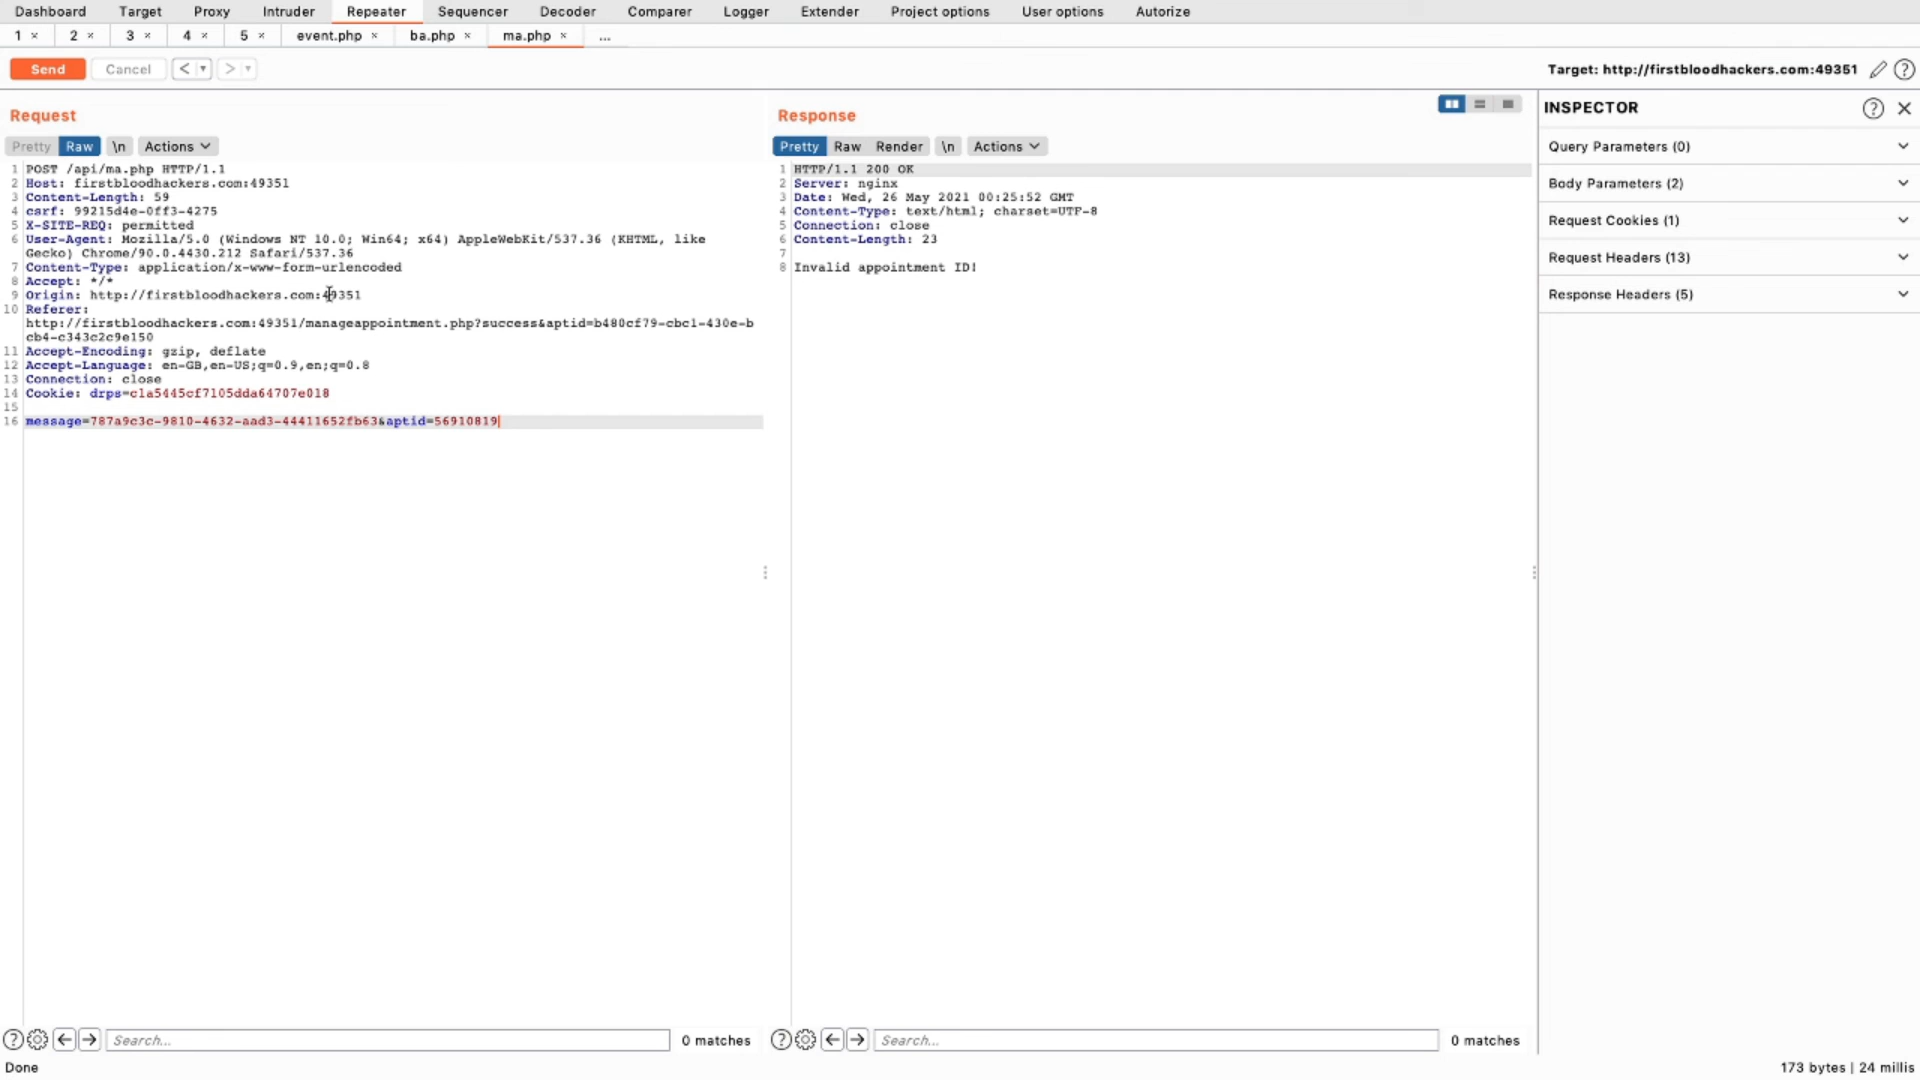 Dashboard Target Proxy Intruder Repeater Sequencer Decoder Comparer Logger Extender Project options User options Autorize
1 × 2 × 3 × 4 × 5 × event.php × ba.php × ma.php × ...
Send Cancel < >
Target: http://firstbloodhackers.com:49351
Request
Pretty Raw \n Actions
1 POST /api/ma.php HTTP/1.1
2 Host: firstbloodhackers.com:49351
3 Content-Length: 59
4 csrf: 99215d4e-0ff3-4275
5 X-SITE-REQ: permitted
6 User-Agent: Mozilla/5.0 (Windows NT 10.0; Win64; x64) AppleWebKit/537.36 (KHTML, like
Gecko) Chrome/90.0.4430.212 Safari/537.36
7 Content-Type: application/x-www-form-urlencoded
8 Accept: */*
9 Origin: http://firstbloodhackers.com:49351
10 Referer:
http://firstbloodhackers.com:49351/manageappointment.php?success&aptid=b480cf79-cbc1-430e-b
cb4-c343c2c9e150
11 Accept-Encoding: gzip, deflate
12 Accept-Language: en-GB,en-US;q=0.9,en;q=0.8
13 Connection: close
14 Cookie: drps=c1a5445cf7105dda64707e018
15
16 message=787a9c3c-9810-4632-aad3-44411652fb63&aptid=56910819
Response
Pretty Raw Render \n Actions
1 HTTP/1.1 200 OK
2 Server: nginx
3 Date: Wed, 26 May 2021 00:25:52 GMT
4 Content-Type: text/html; charset=UTF-8
5 Connection: close
6 Content-Length: 23
7
8 Invalid appointment ID!
INSPECTOR
Query Parameters (0)
Body Parameters (2)
Request Cookies (1)
Request Headers (13)
Response Headers (5)
Search... 0 matches
Search... 0 matches
Done
173 bytes | 24 millis